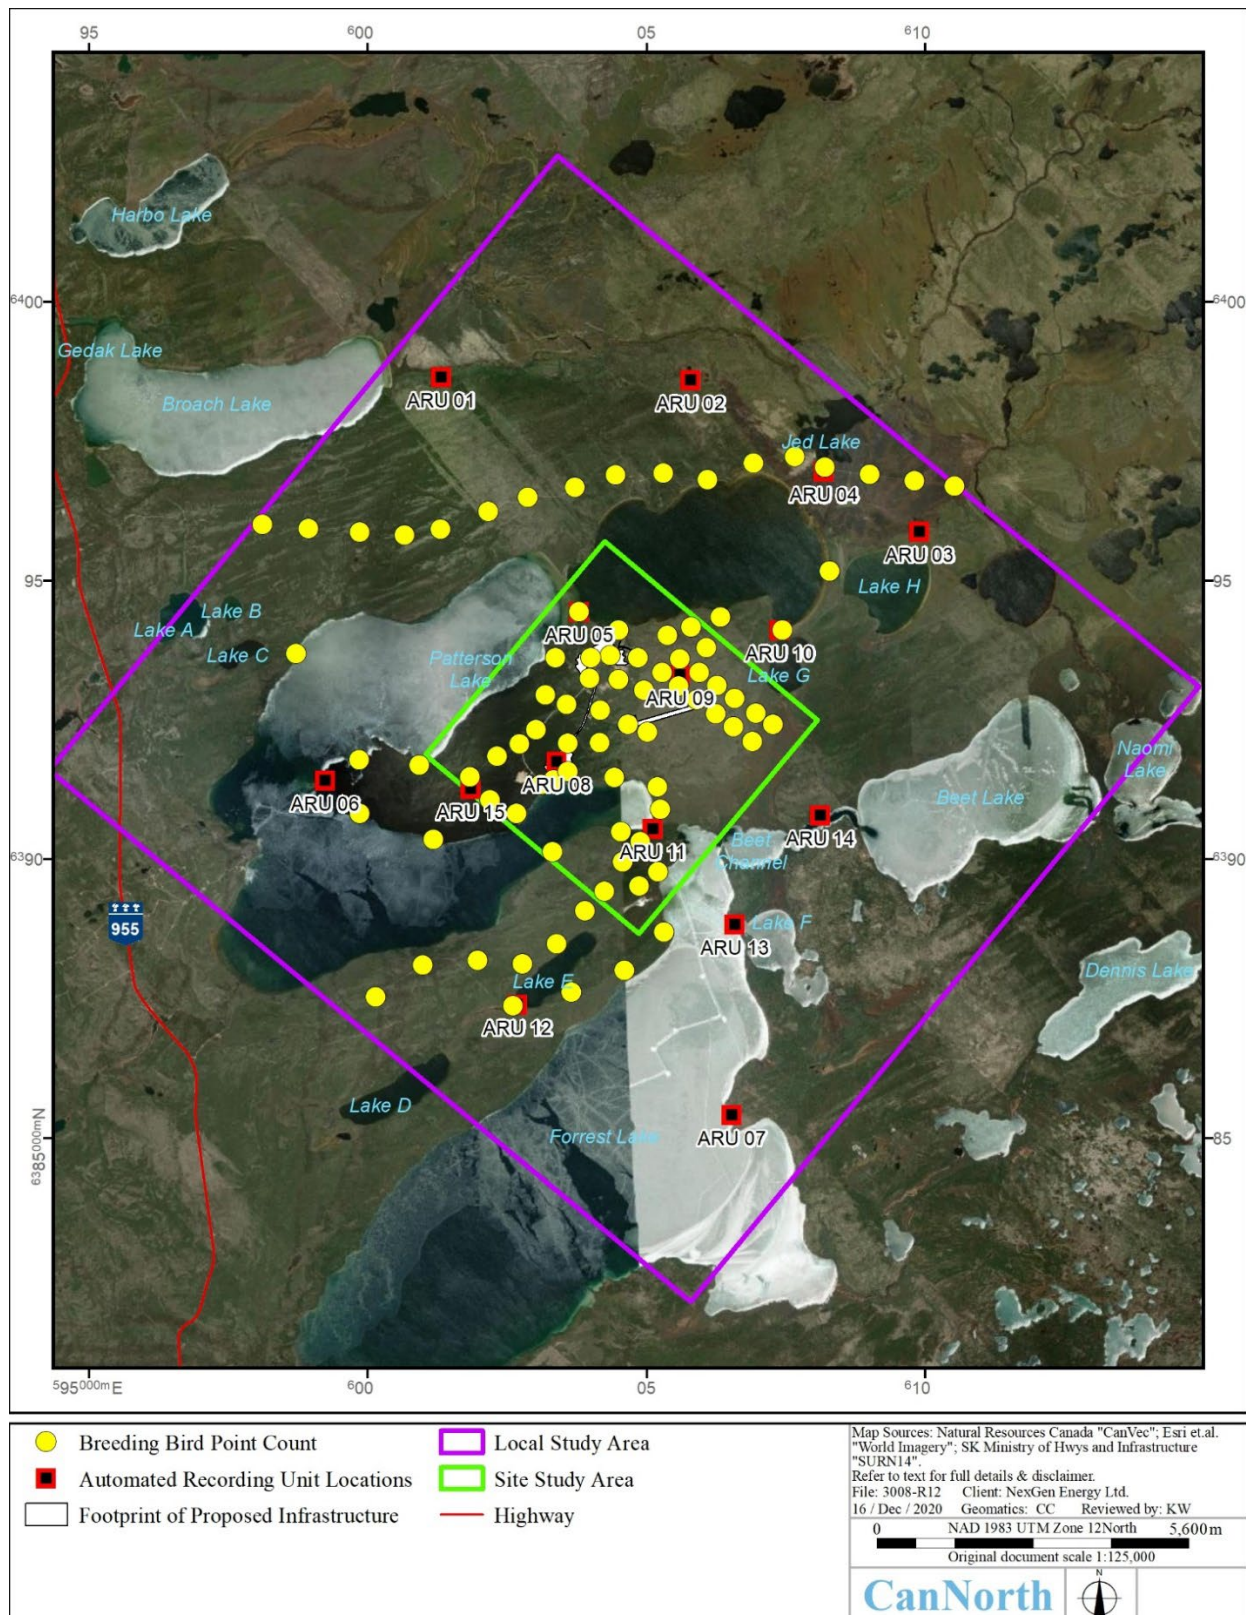 95
600
05
610
Harbo Lake
6400
6400
Gedak Lake
Broach Lake
ARU 01
ARU 02
Jed Lake
ARU 04
ARU 03
95
95
Lake H
Lake B
Lake A
Lake C
ARU 05
ARU 10
Patterson
Lake
Lake G
ARU 09
Naomi
Lake
ARU 08
ARU 06
ARU 15
Beet Lake
ARU 14
6390
6390
ARU 11
Beet
Channel
955
Lake F
ARU 13
Dennis Lake
Lake E
ARU 12
Lake D
ARU 07
Forrest Lake
6385000mN
85
595000mE
600
05
610
Breeding Bird Point Count
Automated Recording Unit Locations
Footprint of Proposed Infrastructure
Local Study Area
Site Study Area
Highway
Map Sources: Natural Resources Canada "CanVec"; Esri et.al.
"World Imagery"; SK Ministry of Hwys and Infrastructure
"SURN14".
Refer to text for full details & disclaimer.
File: 3008-R12 Client: NexGen Energy Ltd.
16 / Dec / 2020 Geomatics: CC Reviewed by: KW
0 NAD 1983 UTM Zone 12North 5,600m
Original document scale 1:125,000
CanNorth
N